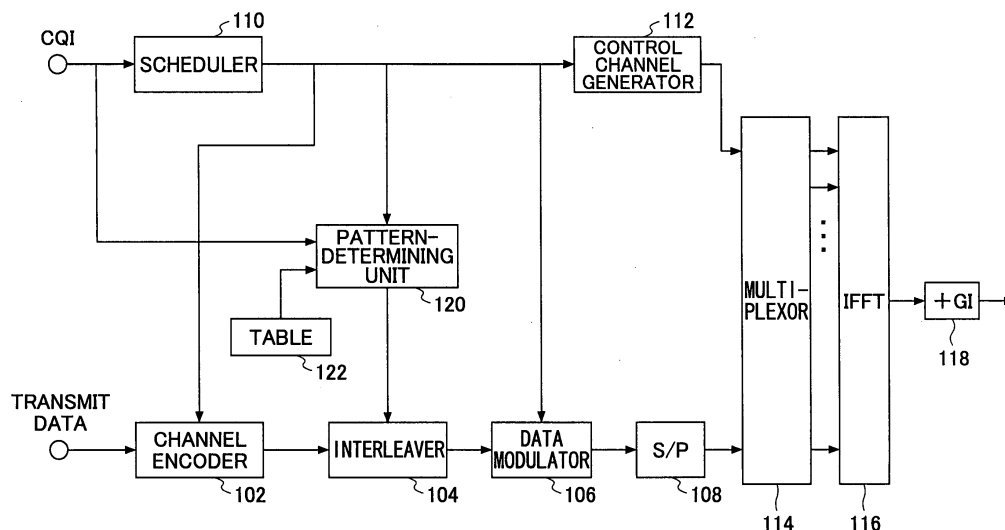 110
112
CQI
SCHEDULER
CONTROL
CHANNEL
GENERATOR
PATTERN-
DETERMINING
UNIT
120
TABLE
122
MULTI-
PLEXOR
IFFT
+GI
118
TRANSMIT
DATA
CHANNEL
ENCODER
INTERLEAVER
DATA
MODULATOR
S/P
102
104
106
108
114
116